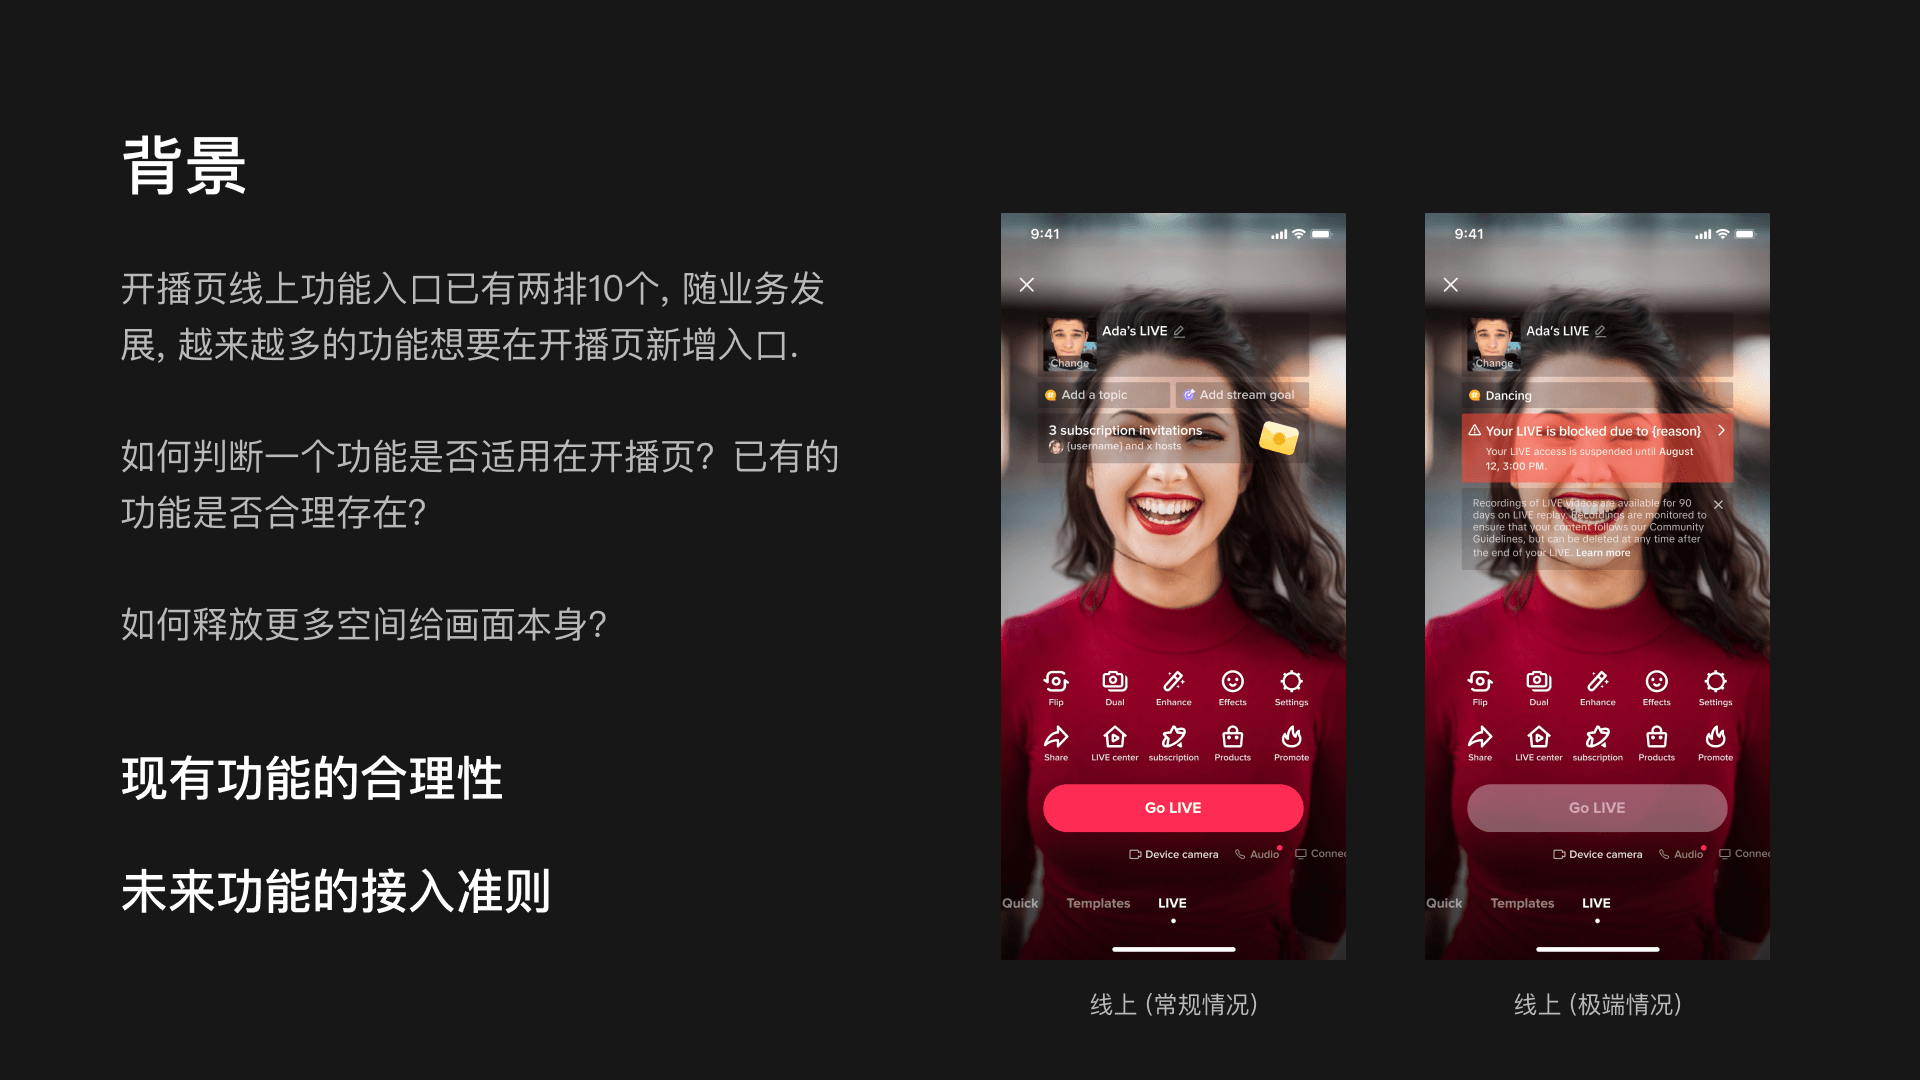 背景
开播页线上功能入口已有两排10个, 随业务发
展, 越来越多的功能想要在开播页新增入口.
如何判断一个功能是否适用在开播页? 已有的
功能是否合理存在?
如何释放更多空间给画面本身?
现有功能的合理性
未来功能的接入准则
9:41
Ada's LIVE
Change
Add a topic
Add stream goal
3 subscription invitations
{username} and x hosts
Flip
Dual
Enhance
Effects
Settings
Share
LIVE center
subscription
Products
Promote
Go LIVE
Device camera
Audio
Connec
Quick
Templates
LIVE
线上 (常规情况)
9:41
Ada's LIVE
Change
Dancing
Your LIVE is blocked due to {reason}
Your LIVE access is suspended until August
12, 3:00 PM.
Recordings of LIVE videos are available for 90
days on LIVE replay. Recordings are monitored to
ensure that your content follows our Community
Guidelines, but can be deleted at any time after
the end of your LIVE. Learn more
Flip
Dual
Enhance
Effects
Settings
Share
LIVE center
subscription
Products
Promote
Go LIVE
Device camera
Audio
Connec
Quick
Templates
LIVE
线上 (极端情况)